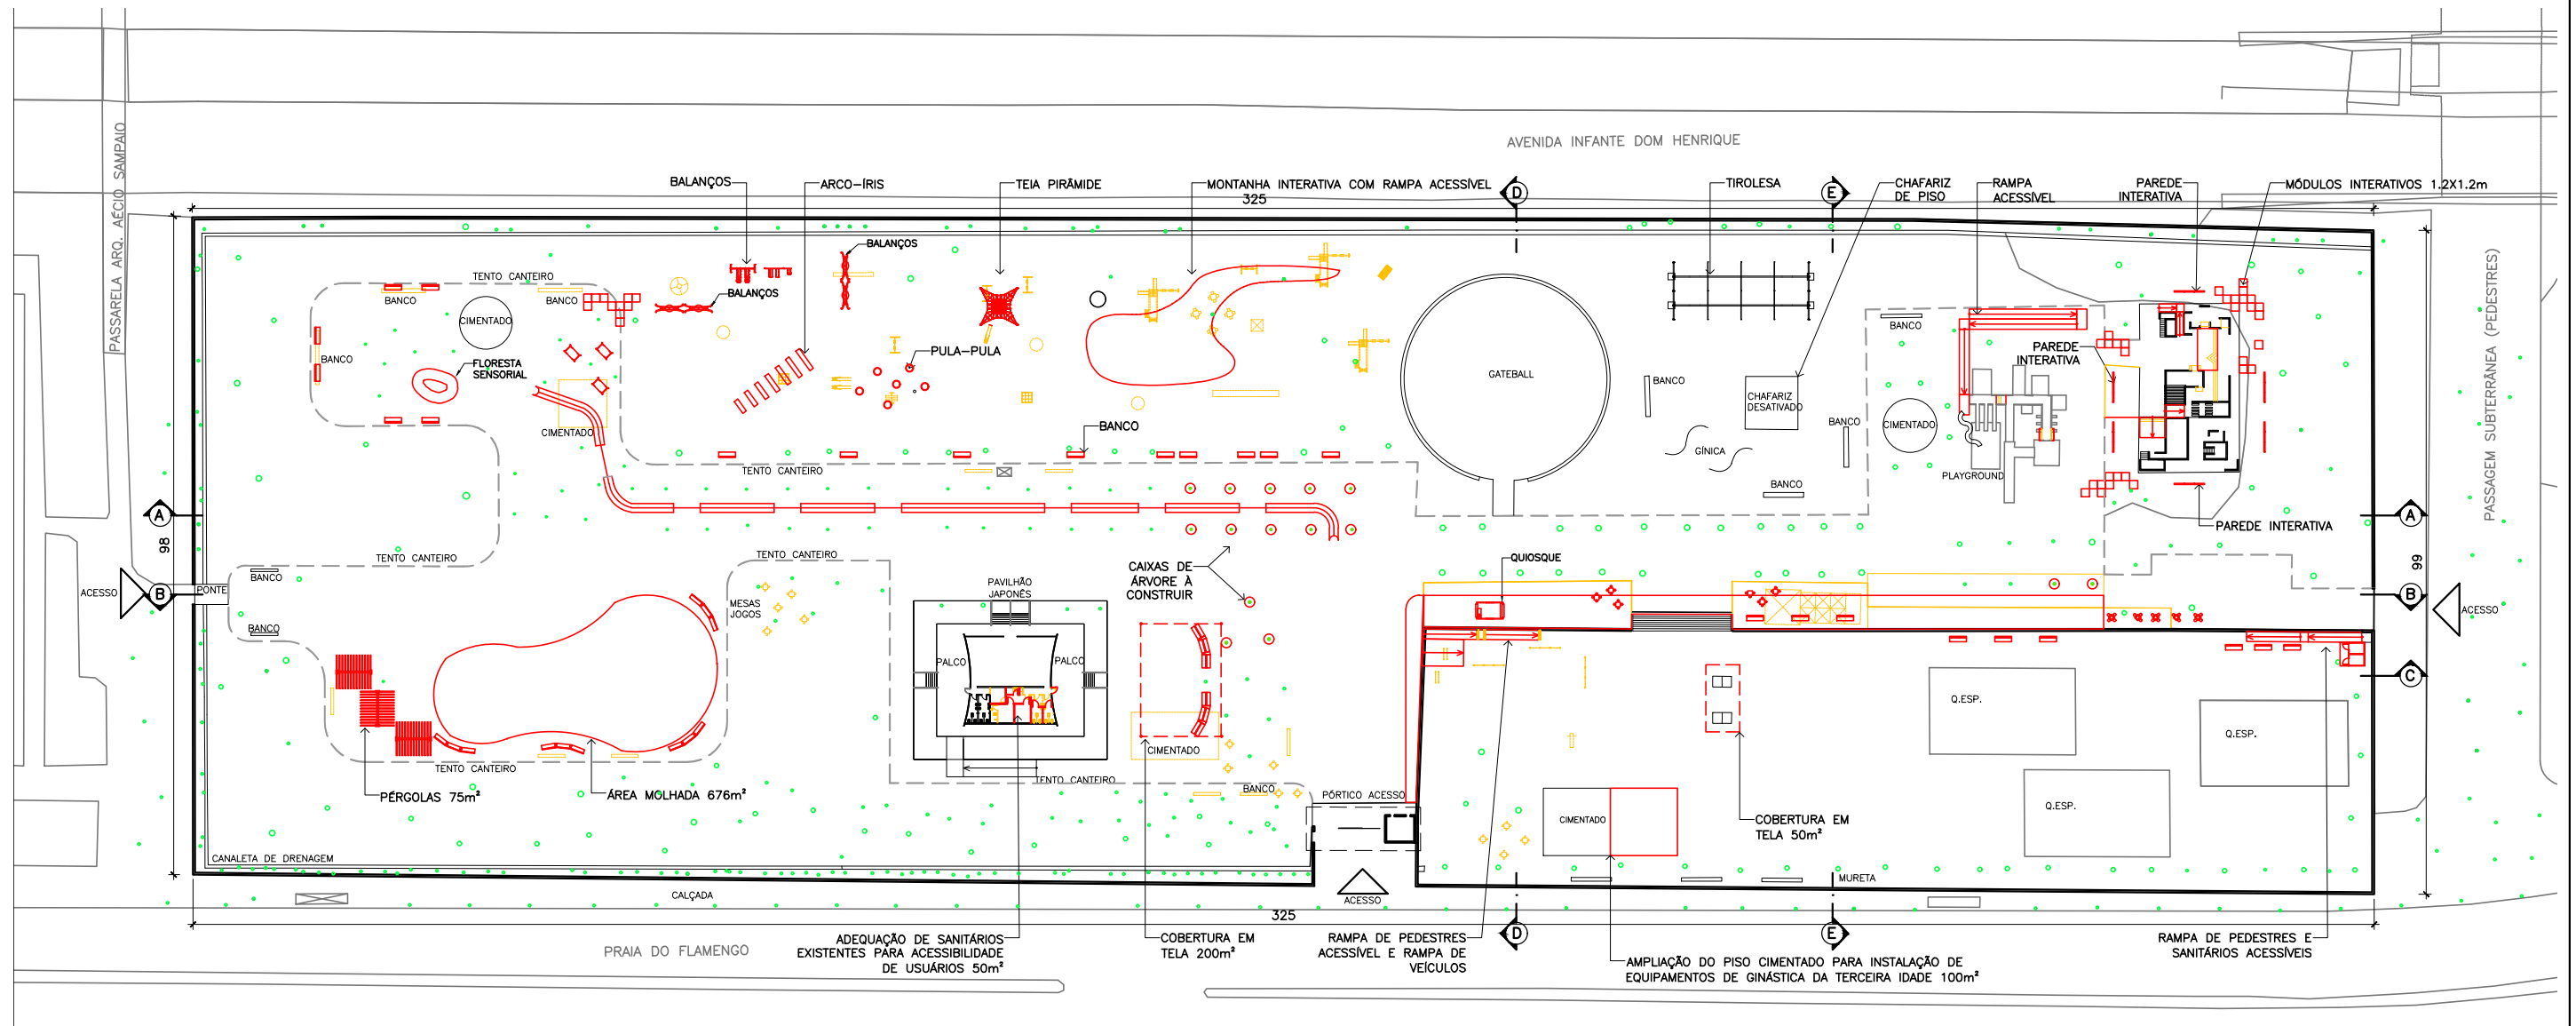 AVENIDA INFANTE DOM HENRIQUE
PASSARELA ARQ. AÉCIO SAMPAIO
BALANÇOS
ARCO-ÍRIS
TEIA PIRÂMIDE
MONTANHA INTERATIVA COM RAMPA ACESSÍVEL
325
D
TIROLESA
E
CHAFARIZ
DE PISO
RAMPA
ACESSÍVEL
PAREDE
INTERATIVA
MÓDULOS INTERATIVOS 1.2X1.2m
BALANÇOS
BALANÇOS
TENTO CANTEIRO
BANCO
BANCO
CIMENTADO
BANCO
FLORESTA
SENSORIAL
CIMENTADO
PULA-PULA
BANCO
TENTO CANTEIRO
GATEBALL
BANCO
CHAFARIZ
DESATIVADO
BANCO
GÍNICA
BANCO
BANCO
CIMENTADO
PLAYGROUND
PAREDE
INTERATIVA
PAREDE INTERATIVA
PASSAGEM SUBTERRÂNEA (PEDESTRES)
A
98
A
99
TENTO CANTEIRO
TENTO CANTEIRO
ACESSO
B
PONTE
BANCO
BANCO
MESAS
JOGOS
PAVILHÃO
JAPONÊS
PALCO
PALCO
CAIXAS DE
ÁRVORE À
CONSTRUIR
QUIOSQUE
B
ACESSO
C
CIMENTADO
TENTO CANTEIRO
TENTO CANTEIRO
BANCO
PÓRTICO ACESSO
PÉRGOLAS 75m²
ÁREA MOLHADA 676m²
Q.ESP.
Q.ESP.
Q.ESP.
CIMENTADO
COBERTURA EM
TELA 50m²
CANALETA DE DRENAGEM
CALÇADA
ACESSO
MURETA
325
PRAIA DO FLAMENGO
ADEQUAÇÃO DE SANITÁRIOS
EXISTENTES PARA ACESSIBILIDADE
DE USUÁRIOS 50m²
COBERTURA EM
TELA 200m²
RAMPA DE PEDESTRES
ACESSÍVEL E RAMPA DE
VEÍCULOS
D
E
AMPLIAÇÃO DO PISO CIMENTADO PARA INSTALAÇÃO DE
EQUIPAMENTOS DE GINÁSTICA DA TERCEIRA IDADE 100m²
RAMPA DE PEDESTRES E
SANITÁRIOS ACESSÍVEIS